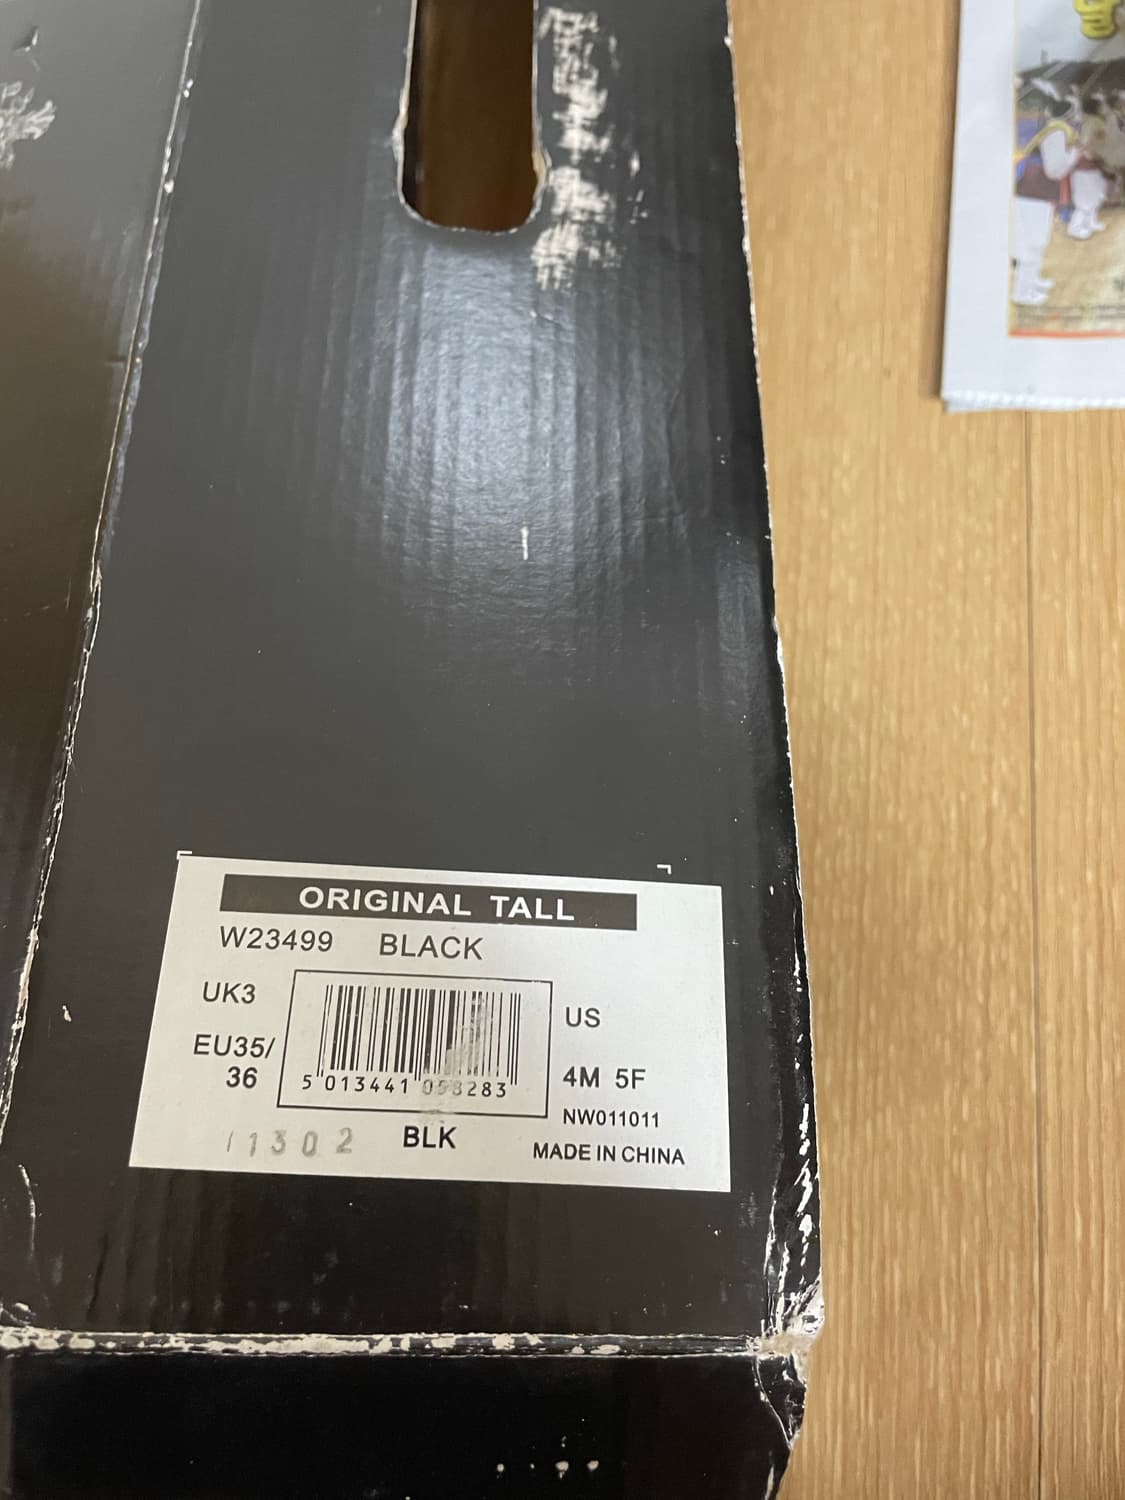 ORIGINAL TALL
W23499 BLACK
UK3
US
EU35/
36
4M 5F
5 013441 058283
NW011011
11302
BLK
MADE IN CHINA